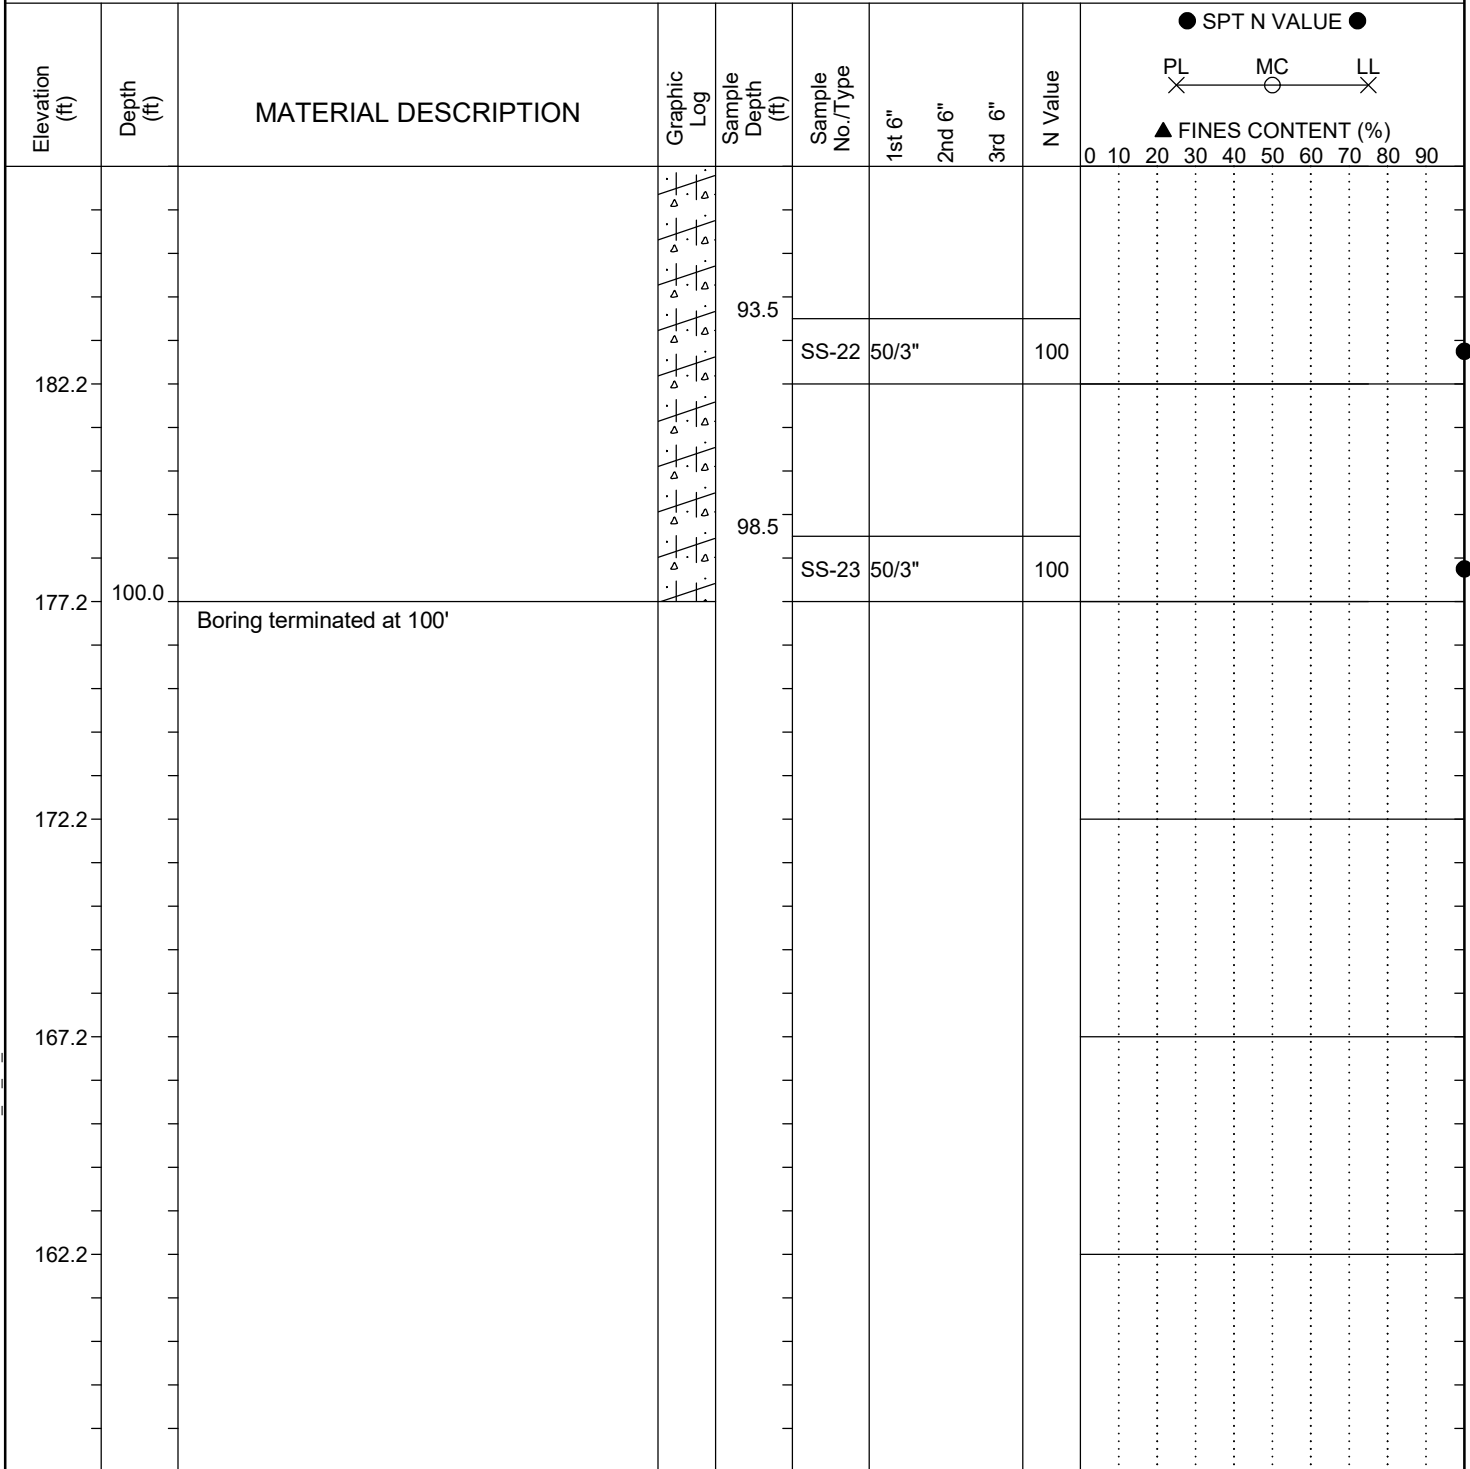 ● SPT N VALUE ●
PL MC LL
▲ FINES CONTENT (%)
0 10 20 30 40 50 60 70 80 90
Elevation
(ft)
Depth
(ft)
MATERIAL DESCRIPTION
Graphic
Log
Sample
Depth
(ft)
Sample
No./Type
1st 6"
2nd 6"
3rd 6"
N Value
93.5
SS-22 50/3" 100
182.2
98.5
SS-23 50/3" 100
177.2 100.0
Boring terminated at 100'
172.2
167.2
162.2